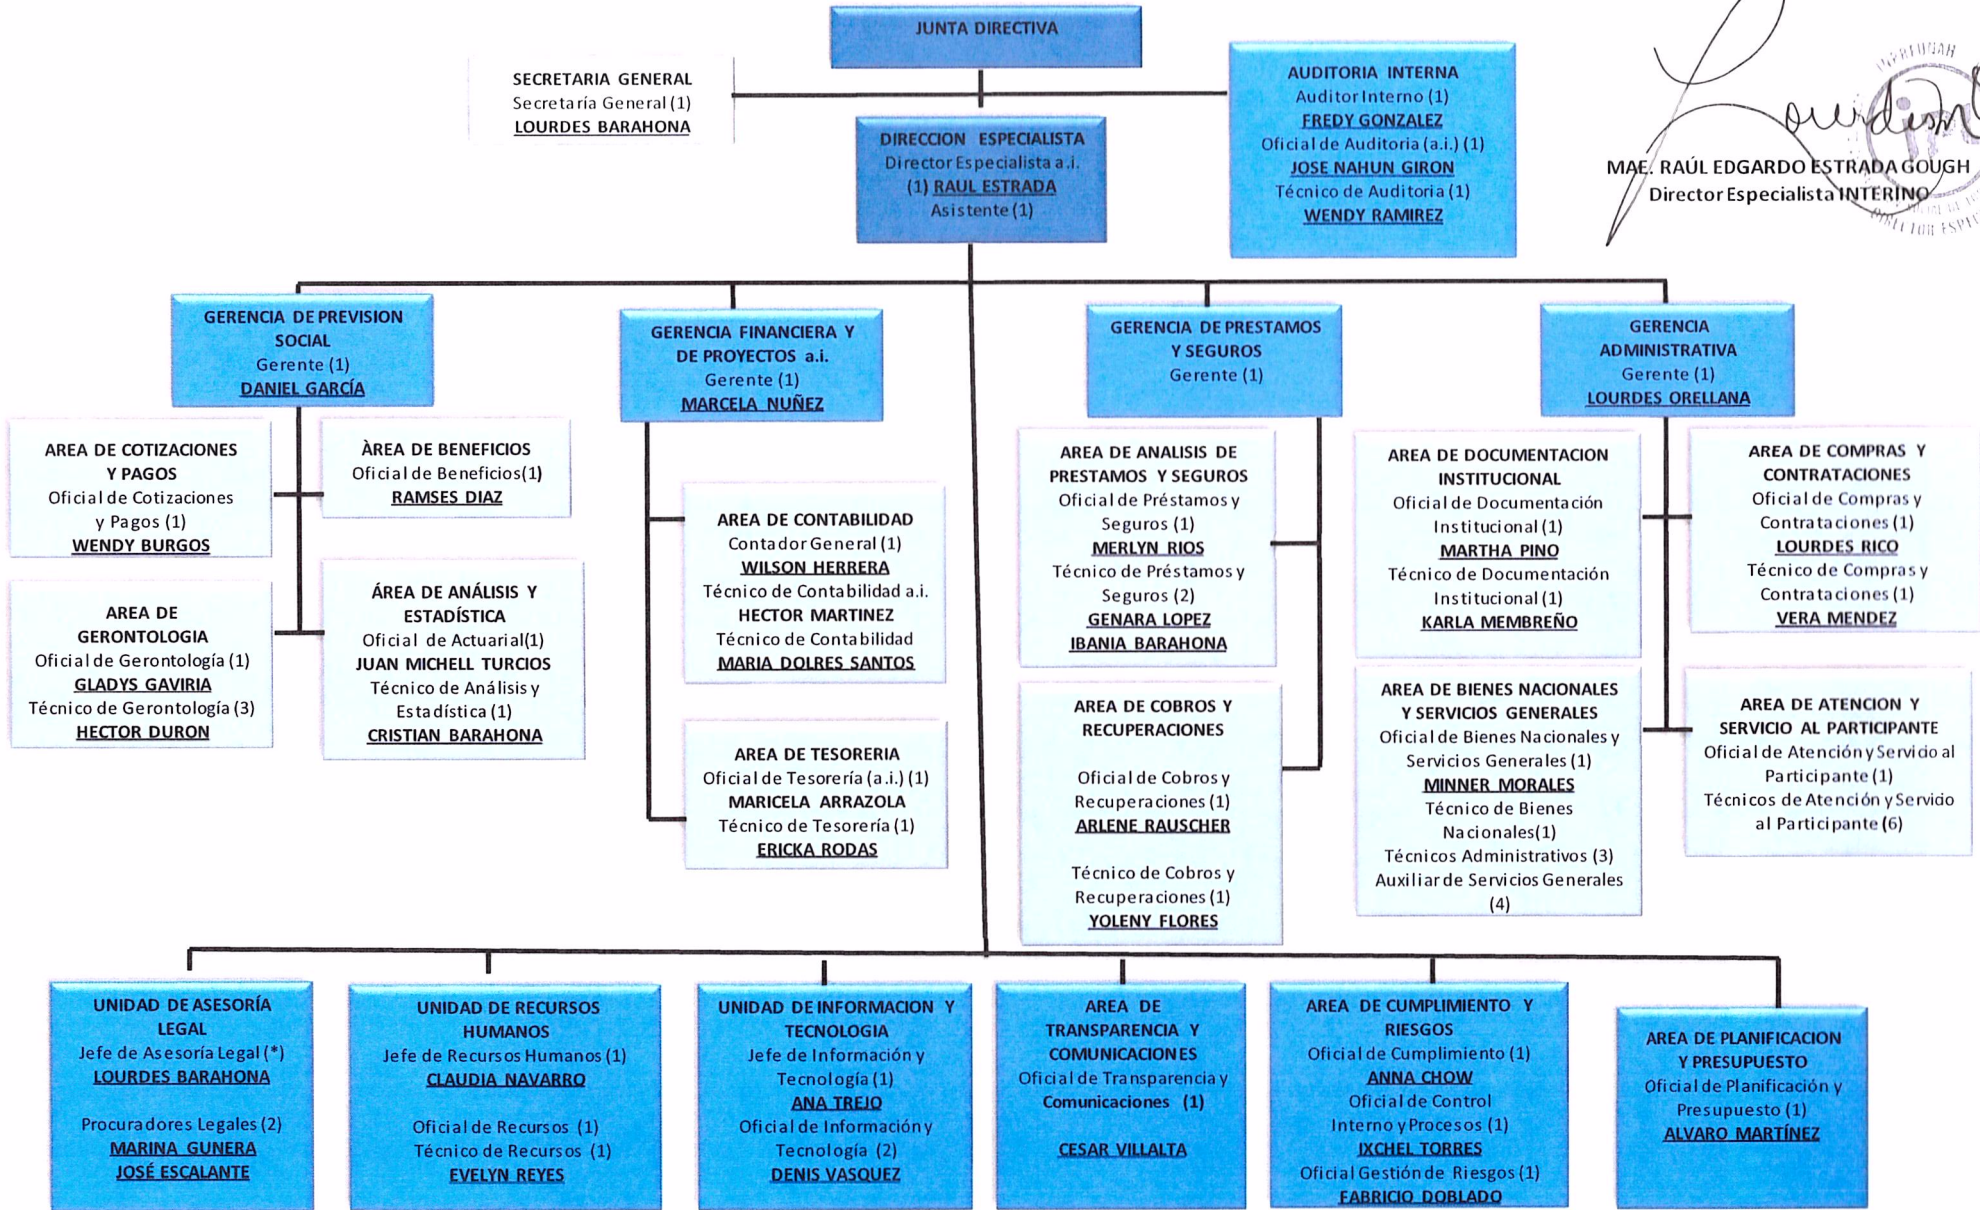 JUNTA DIRECTIVA
SECRETARIA GENERAL
Secretaría General (1)
LOURDES BARAHONA
AUDITORIA INTERNA
Auditor Interno (1)
FREDY GONZALEZ
Oficial de Auditoria (a.i.) (1)
JOSE NAHUN GIRON
Técnico de Auditoria (1)
WENDY RAMIREZ
DIRECCION ESPECIALISTA
Director Especialista a.i.
(1) RAUL ESTRADA
Asistente (1)
MAE. RAÚL EDGARDO ESTRADA GOUGH
Director Especialista INTERINO
GERENCIA DE PREVISION
SOCIAL
Gerente (1)
DANIEL GARCÍA
GERENCIA FINANCIERA Y
DE PROYECTOS a.i.
Gerente (1)
MARCELA NUÑEZ
GERENCIA DE PRESTAMOS
Y SEGUROS
Gerente (1)
GERENCIA
ADMINISTRATIVA
Gerente (1)
LOURDES ORELLANA
AREA DE COTIZACIONES
Y PAGOS
Oficial de Cotizaciones
y Pagos (1)
WENDY BURGOS
ÀREA DE BENEFICIOS
Oficial de Beneficios(1)
RAMSES DIAZ
AREA DE
GERONTOLOGIA
Oficial de Gerontología (1)
GLADYS GAVIRIA
Técnico de Gerontología (3)
HECTOR DURON
ÁREA DE ANÁLISIS Y
ESTADÍSTICA
Oficial de Actuarial(1)
JUAN MICHELL TURCIOS
Técnico de Análisis y
Estadística (1)
CRISTIAN BARAHONA
AREA DE CONTABILIDAD
Contador General (1)
WILSON HERRERA
Técnico de Contabilidad a.i.
HECTOR MARTINEZ
Técnico de Contabilidad
MARIA DOLRES SANTOS
AREA DE TESORERIA
Oficial de Tesorería (a.i.) (1)
MARICELA ARRAZOLA
Técnico de Tesorería (1)
ERICKA RODAS
AREA DE ANALISIS DE
PRESTAMOS Y SEGUROS
Oficial de Préstamos y
Seguros (1)
MERLYN RIOS
Técnico de Préstamos y
Seguros (2)
GENARA LOPEZ
IBANIA BARAHONA
AREA DE COBROS Y
RECUPERACIONES
Oficial de Cobros y
Recuperaciones (1)
ARLENE RAUSCHER
Técnico de Cobros y
Recuperaciones (1)
YOLENY FLORES
AREA DE DOCUMENTACION
INSTITUCIONAL
Oficial de Documentación
Institucional (1)
MARTHA PINO
Técnico de Documentación
Institucional (1)
KARLA MEMBREÑO
AREA DE COMPRAS Y
CONTRATACIONES
Oficial de Compras y
Contrataciones (1)
LOURDES RICO
Técnico de Compras y
Contrataciones (1)
VERA MENDEZ
AREA DE BIENES NACIONALES
Y SERVICIOS GENERALES
Oficial de Bienes Nacionales y
Servicios Generales (1)
MINNER MORALES
Técnico de Bienes
Nacionales(1)
Técnicos Administrativos (3)
Auxiliar de Servicios Generales
(4)
AREA DE ATENCION Y
SERVICIO AL PARTICIPANTE
Oficial de Atención y Servicio al
Participante (1)
Técnicos de Atención y Servicio
al Participante (6)
UNIDAD DE ASESORÍA
LEGAL
Jefe de Asesoría Legal (*)
LOURDES BARAHONA
Procuradores Legales (2)
MARINA GUNERA
JOSÉ ESCALANTE
UNIDAD DE RECURSOS
HUMANOS
Jefe de Recursos Humanos (1)
CLAUDIA NAVARRO
Oficial de Recursos (1)
Técnico de Recursos (1)
EVELYN REYES
UNIDAD DE INFORMACION Y
TECNOLOGIA
Jefe de Información y
Tecnología (1)
ANA TREJO
Oficial de Información y
Tecnología (2)
DENIS VASQUEZ
AREA DE
TRANSPARENCIA Y
COMUNICACIONES
Oficial de Transparencia y
Comunicaciones (1)
CESAR VILLALTA
AREA DE CUMPLIMIENTO Y
RIESGOS
Oficial de Cumplimiento (1)
ANNA CHOW
Oficial de Control
Interno y Procesos (1)
IXCHEL TORRES
Oficial Gestión de Riesgos (1)
FABRICIO DOBLADO
AREA DE PLANIFICACION
Y PRESUPUESTO
Oficial de Planificación y
Presupuesto (1)
ALVARO MARTÍNEZ